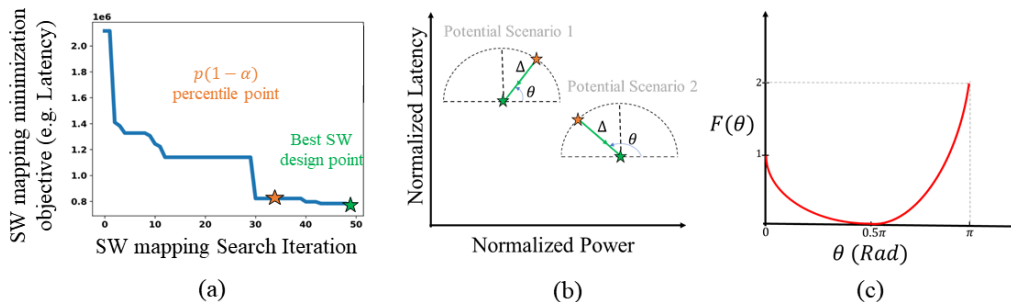 SW mapping minimization
objective (e.g. Latency)
1e6
2.0
1.8
1.6
1.4
1.2
1.0
0.8
p(1 − α)
percentile point
Best SW
design point
0
10
20
30
40
50
SW mapping Search Iteration
(a)
Normalized Latency
Potential Scenario 1
Δ
θ
Potential Scenario 2
Δ
θ
Normalized Power
(b)
F(θ)
2
1
0
0.5π
π
θ (Rad)
(c)